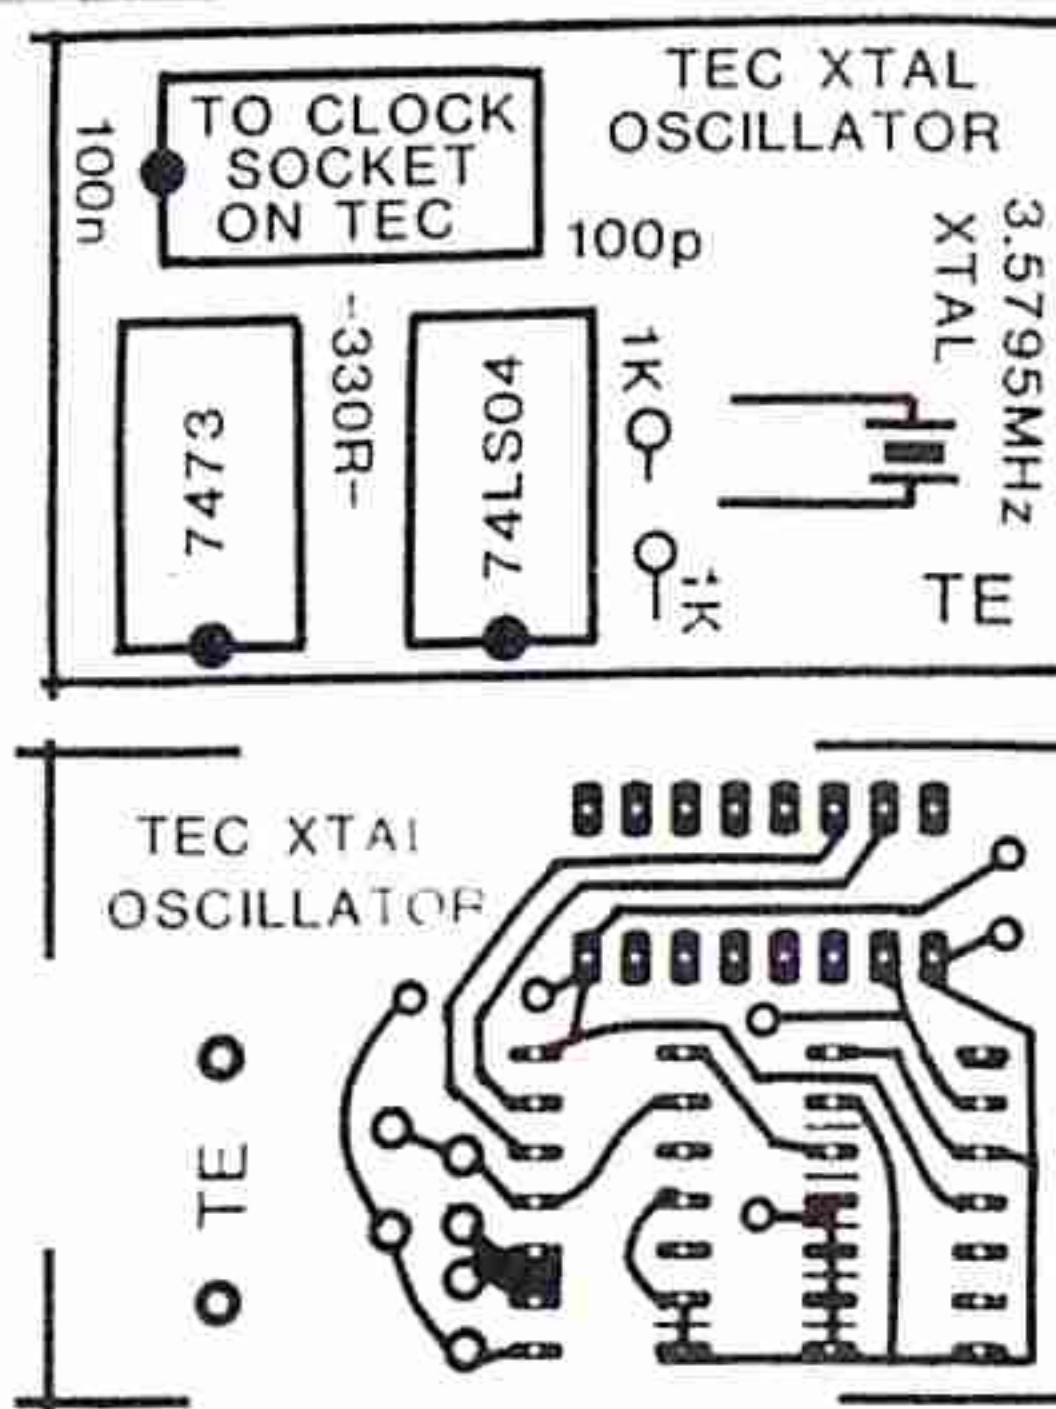 TEC XTAL
OSCILLATOR
TO CLOCK
SOCKET
ON TEC
100n
100p
3.5795MHz
XTAL
-330R-
1K
7473
74LS04
1K
TE
TEC XTAL
OSCILLATOR
TE